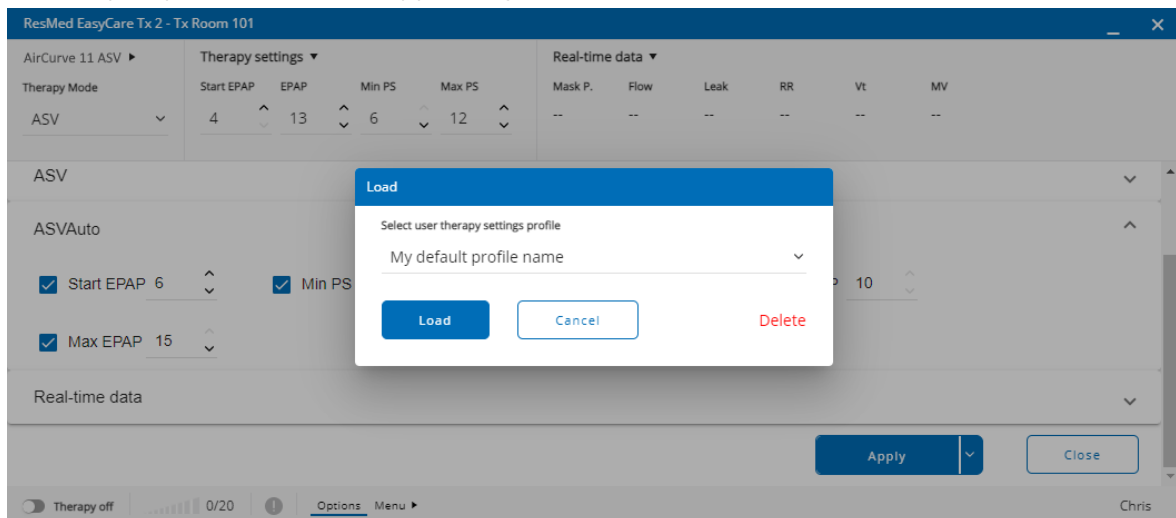 ResMed EasyCare Tx 2 - Tx Room 101
AirCurve 11 ASV
Therapy settings
Real-time data
Therapy Mode
Start EPAP EPAP Min PS Max PS
Mask P. Flow Leak RR Vt MV
ASV
4 13 6 12
-- -- -- -- -- --
ASV
Load
Select user therapy settings profile
My default profile name
Load Cancel Delete
ASVAuto
Start EPAP 6
Min PS
10
Max EPAP 15
Real-time data
Apply Close
Therapy off 0/20 Options Menu Chris